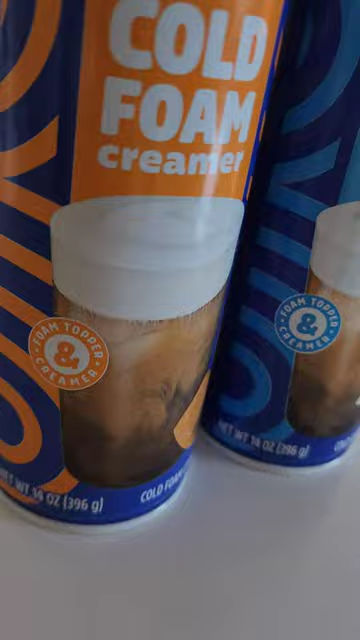 COLD
FOAM
creamer
FOAM TOPPER
&
CREAMER
NET WT 14 OZ (396 g)
COLD FOAM
FOAM TOPPER
&
CREAMER
NET WT 14 OZ (396 g)